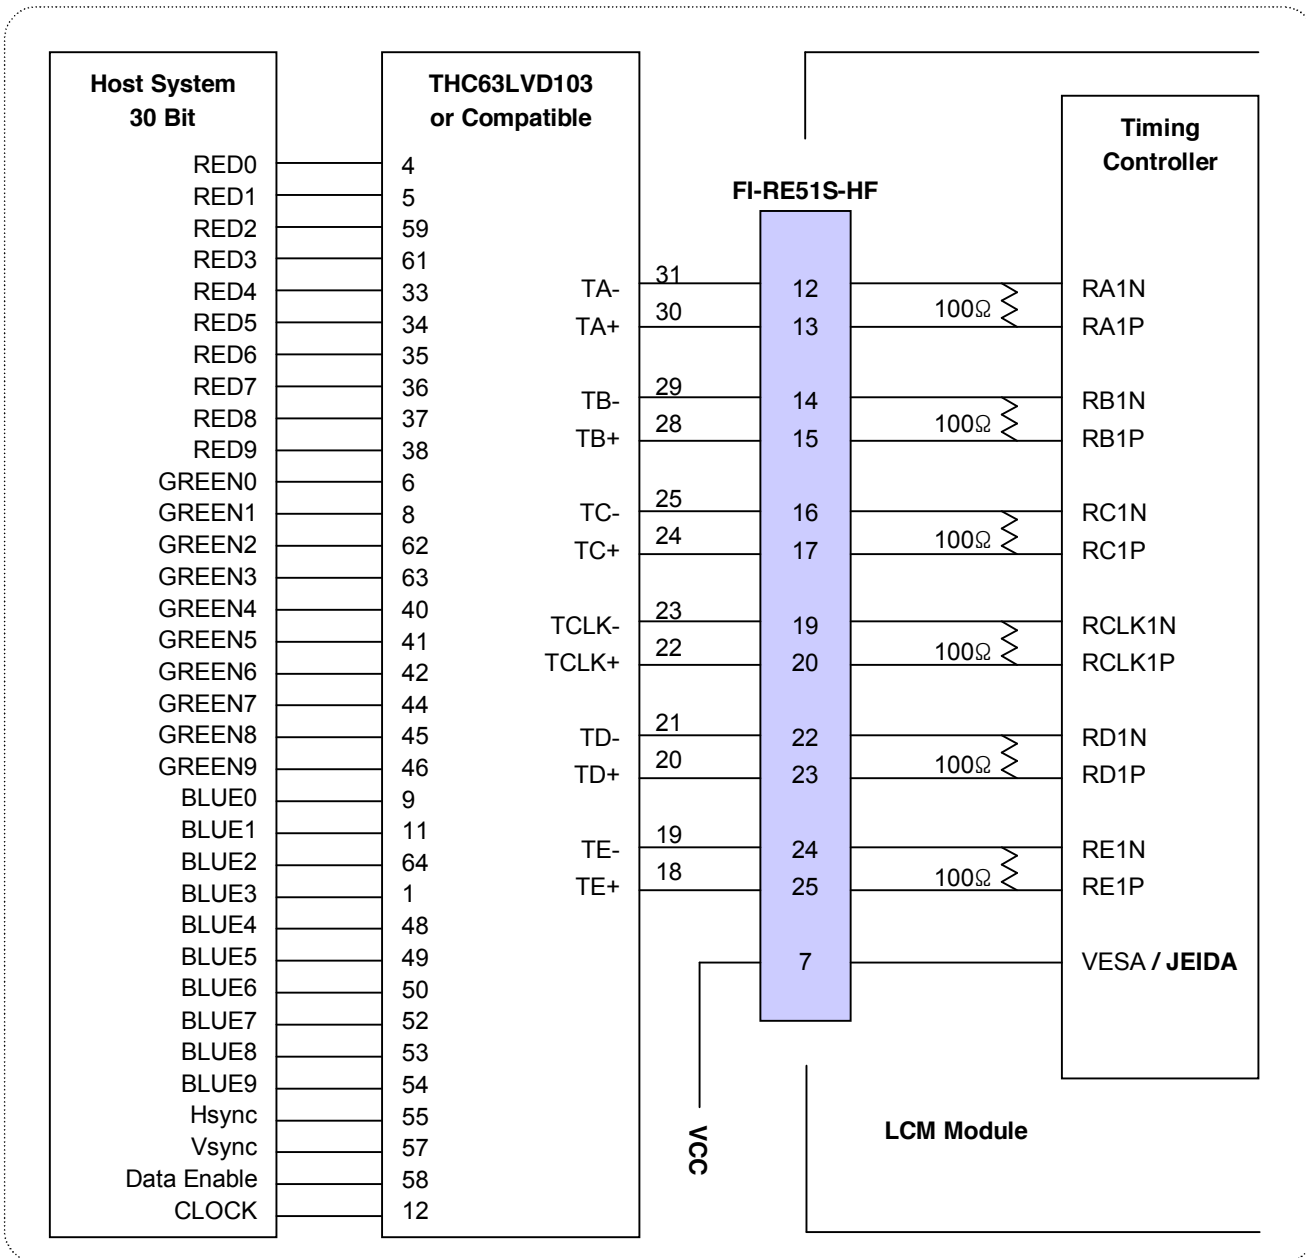 Host System
30 Bit
RED0
RED1
RED2
RED3
RED4
RED5
RED6
RED7
RED8
RED9
GREEN0
GREEN1
GREEN2
GREEN3
GREEN4
GREEN5
GREEN6
GREEN7
GREEN8
GREEN9
BLUE0
BLUE1
BLUE2
BLUE3
BLUE4
BLUE5
BLUE6
BLUE7
BLUE8
BLUE9
Hsync
Vsync
Data Enable
CLOCK
THC63LVD103
or Compatible
4
5
59
61
33
34
35
36
37
38
6
8
62
63
40
41
42
44
45
46
9
11
64
1
48
49
50
52
53
54
55
57
58
12
TA- 31
TA+ 30
TB- 29
TB+ 28
TC- 25
TC+ 24
TCLK- 23
TCLK+ 22
TD- 21
TD+ 20
TE- 19
TE+ 18
VCC
FI-RE51S-HF
12
13
14
15
16
17
19
20
22
23
24
25
7
100Ω
100Ω
100Ω
100Ω
100Ω
100Ω
Timing
Controller
RA1N
RA1P
RB1N
RB1P
RC1N
RC1P
RCLK1N
RCLK1P
RD1N
RD1P
RE1N
RE1P
VESA / JEIDA
LCM Module